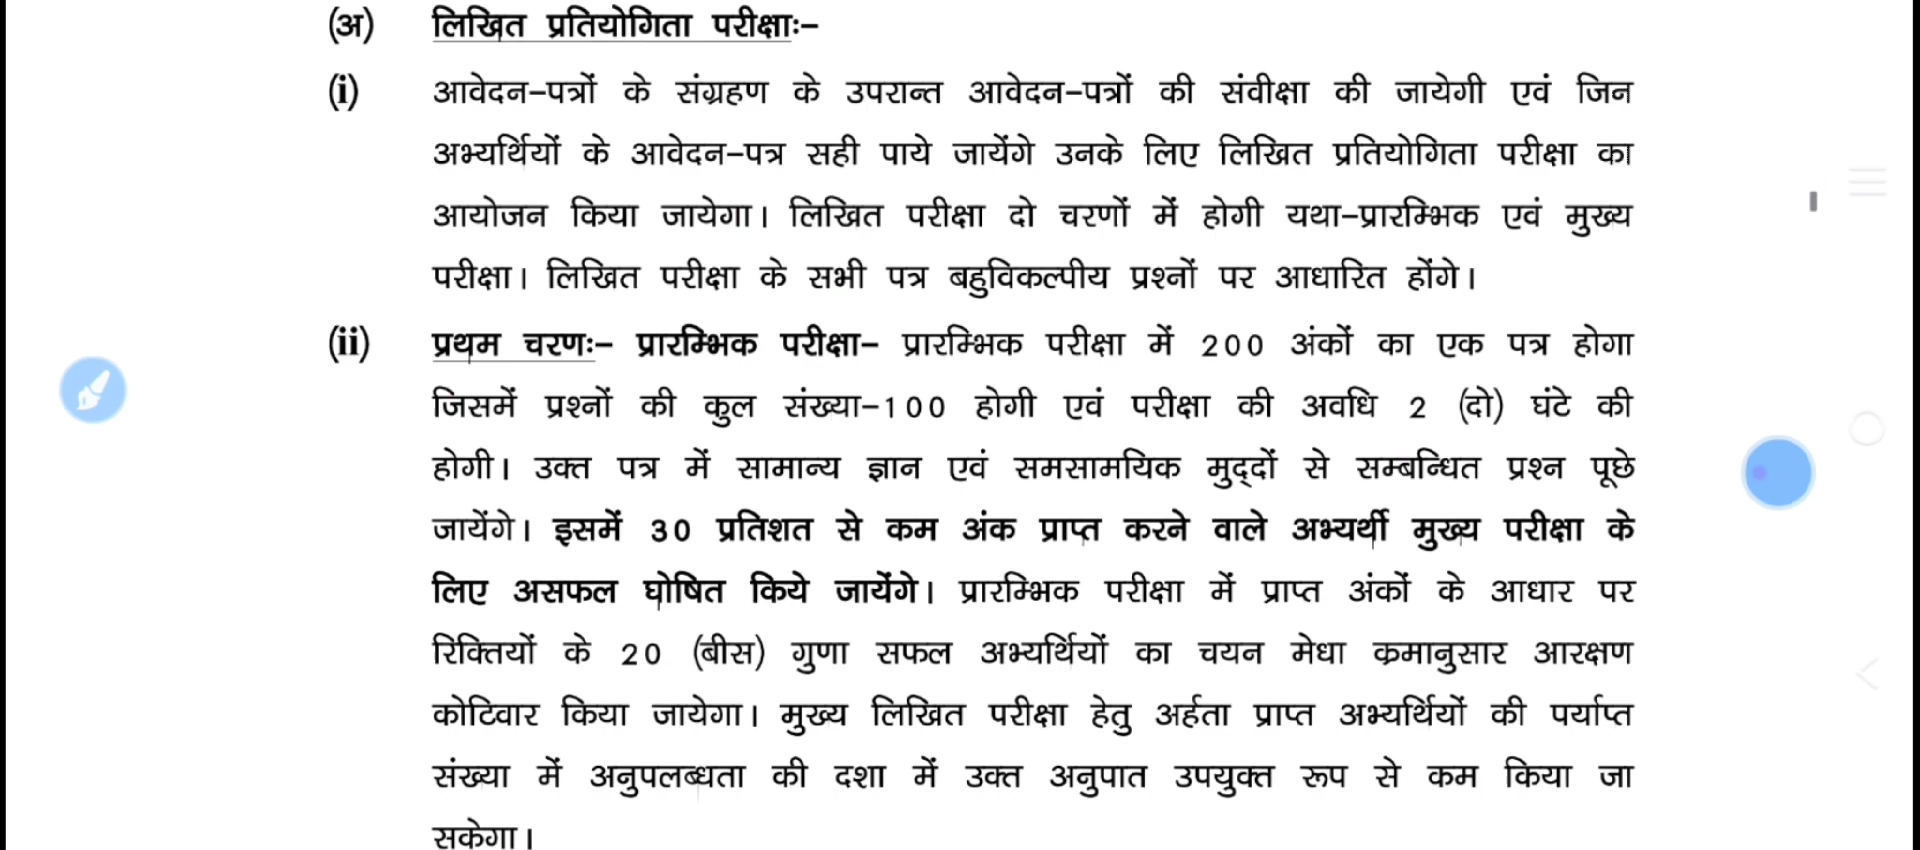 (अ) लिखित प्रतियोगिता परीक्षाः–
(i) आवेदन–पत्रों के संग्रहण के उपरान्त आवेदन–पत्रों की संवीक्षा की जायेगी एवं जिन
अभ्यर्थियों के आवेदन–पत्र सही पाये जायेंगे उनके लिए लिखित प्रतियोगिता परीक्षा का
आयोजन किया जायेगा। लिखित परीक्षा दो चरणों में होगी यथा–प्रारम्भिक एवं मुख्य
परीक्षा। लिखित परीक्षा के सभी पत्र बहुविकल्पीय प्रश्नों पर आधारित होंगे।
(ii) प्रथम चरणः– प्रारम्भिक परीक्षा– प्रारम्भिक परीक्षा में 200 अंकों का एक पत्र होगा
जिसमें प्रश्नों की कुल संख्या–100 होगी एवं परीक्षा की अवधि 2 (दो) घंटे की
होगी। उक्त पत्र में सामान्य ज्ञान एवं समसामयिक मुद्दों से सम्बन्धित प्रश्न पूछे
जायेंगे। इसमें 30 प्रतिशत से कम अंक प्राप्त करने वाले अभ्यर्थी मुख्य परीक्षा के
लिए असफल घोषित किये जायेंगे। प्रारम्भिक परीक्षा में प्राप्त अंकों के आधार पर
रिक्तियों के 20 (बीस) गुणा सफल अभ्यर्थियों का चयन मेधा क्रमानुसार आरक्षण
कोटिवार किया जायेगा। मुख्य लिखित परीक्षा हेतु अर्हता प्राप्त अभ्यर्थियों की पर्याप्त
संख्या में अनुपलब्धता की दशा में उक्त अनुपात उपयुक्त रूप से कम किया जा
सकेगा।